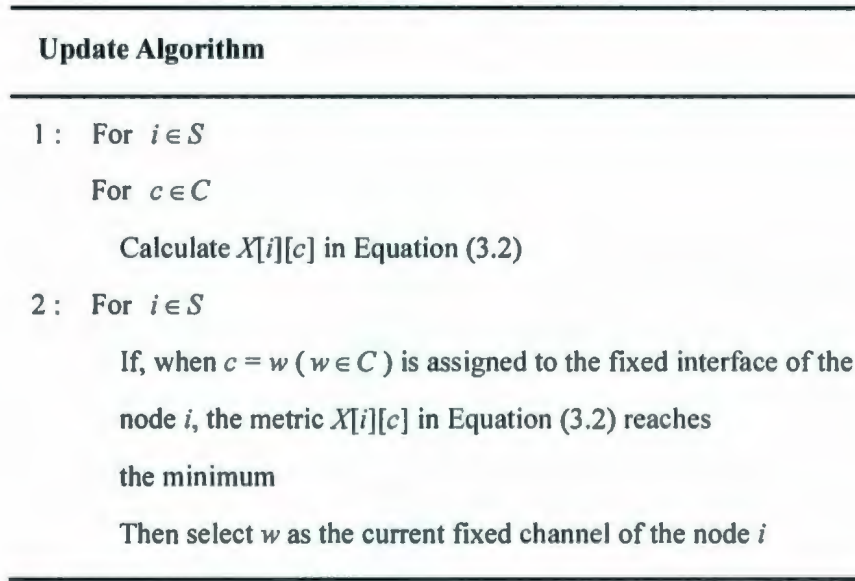 Update Algorithm
1 : For i ∈ S
For c ∈ C
Calculate X[i][c] in Equation (3.2)
2 : For i ∈ S
If, when c = w ( w ∈ C ) is assigned to the fixed interface of the
node i, the metric X[i][c] in Equation (3.2) reaches
the minimum
Then select w as the current fixed channel of the node i